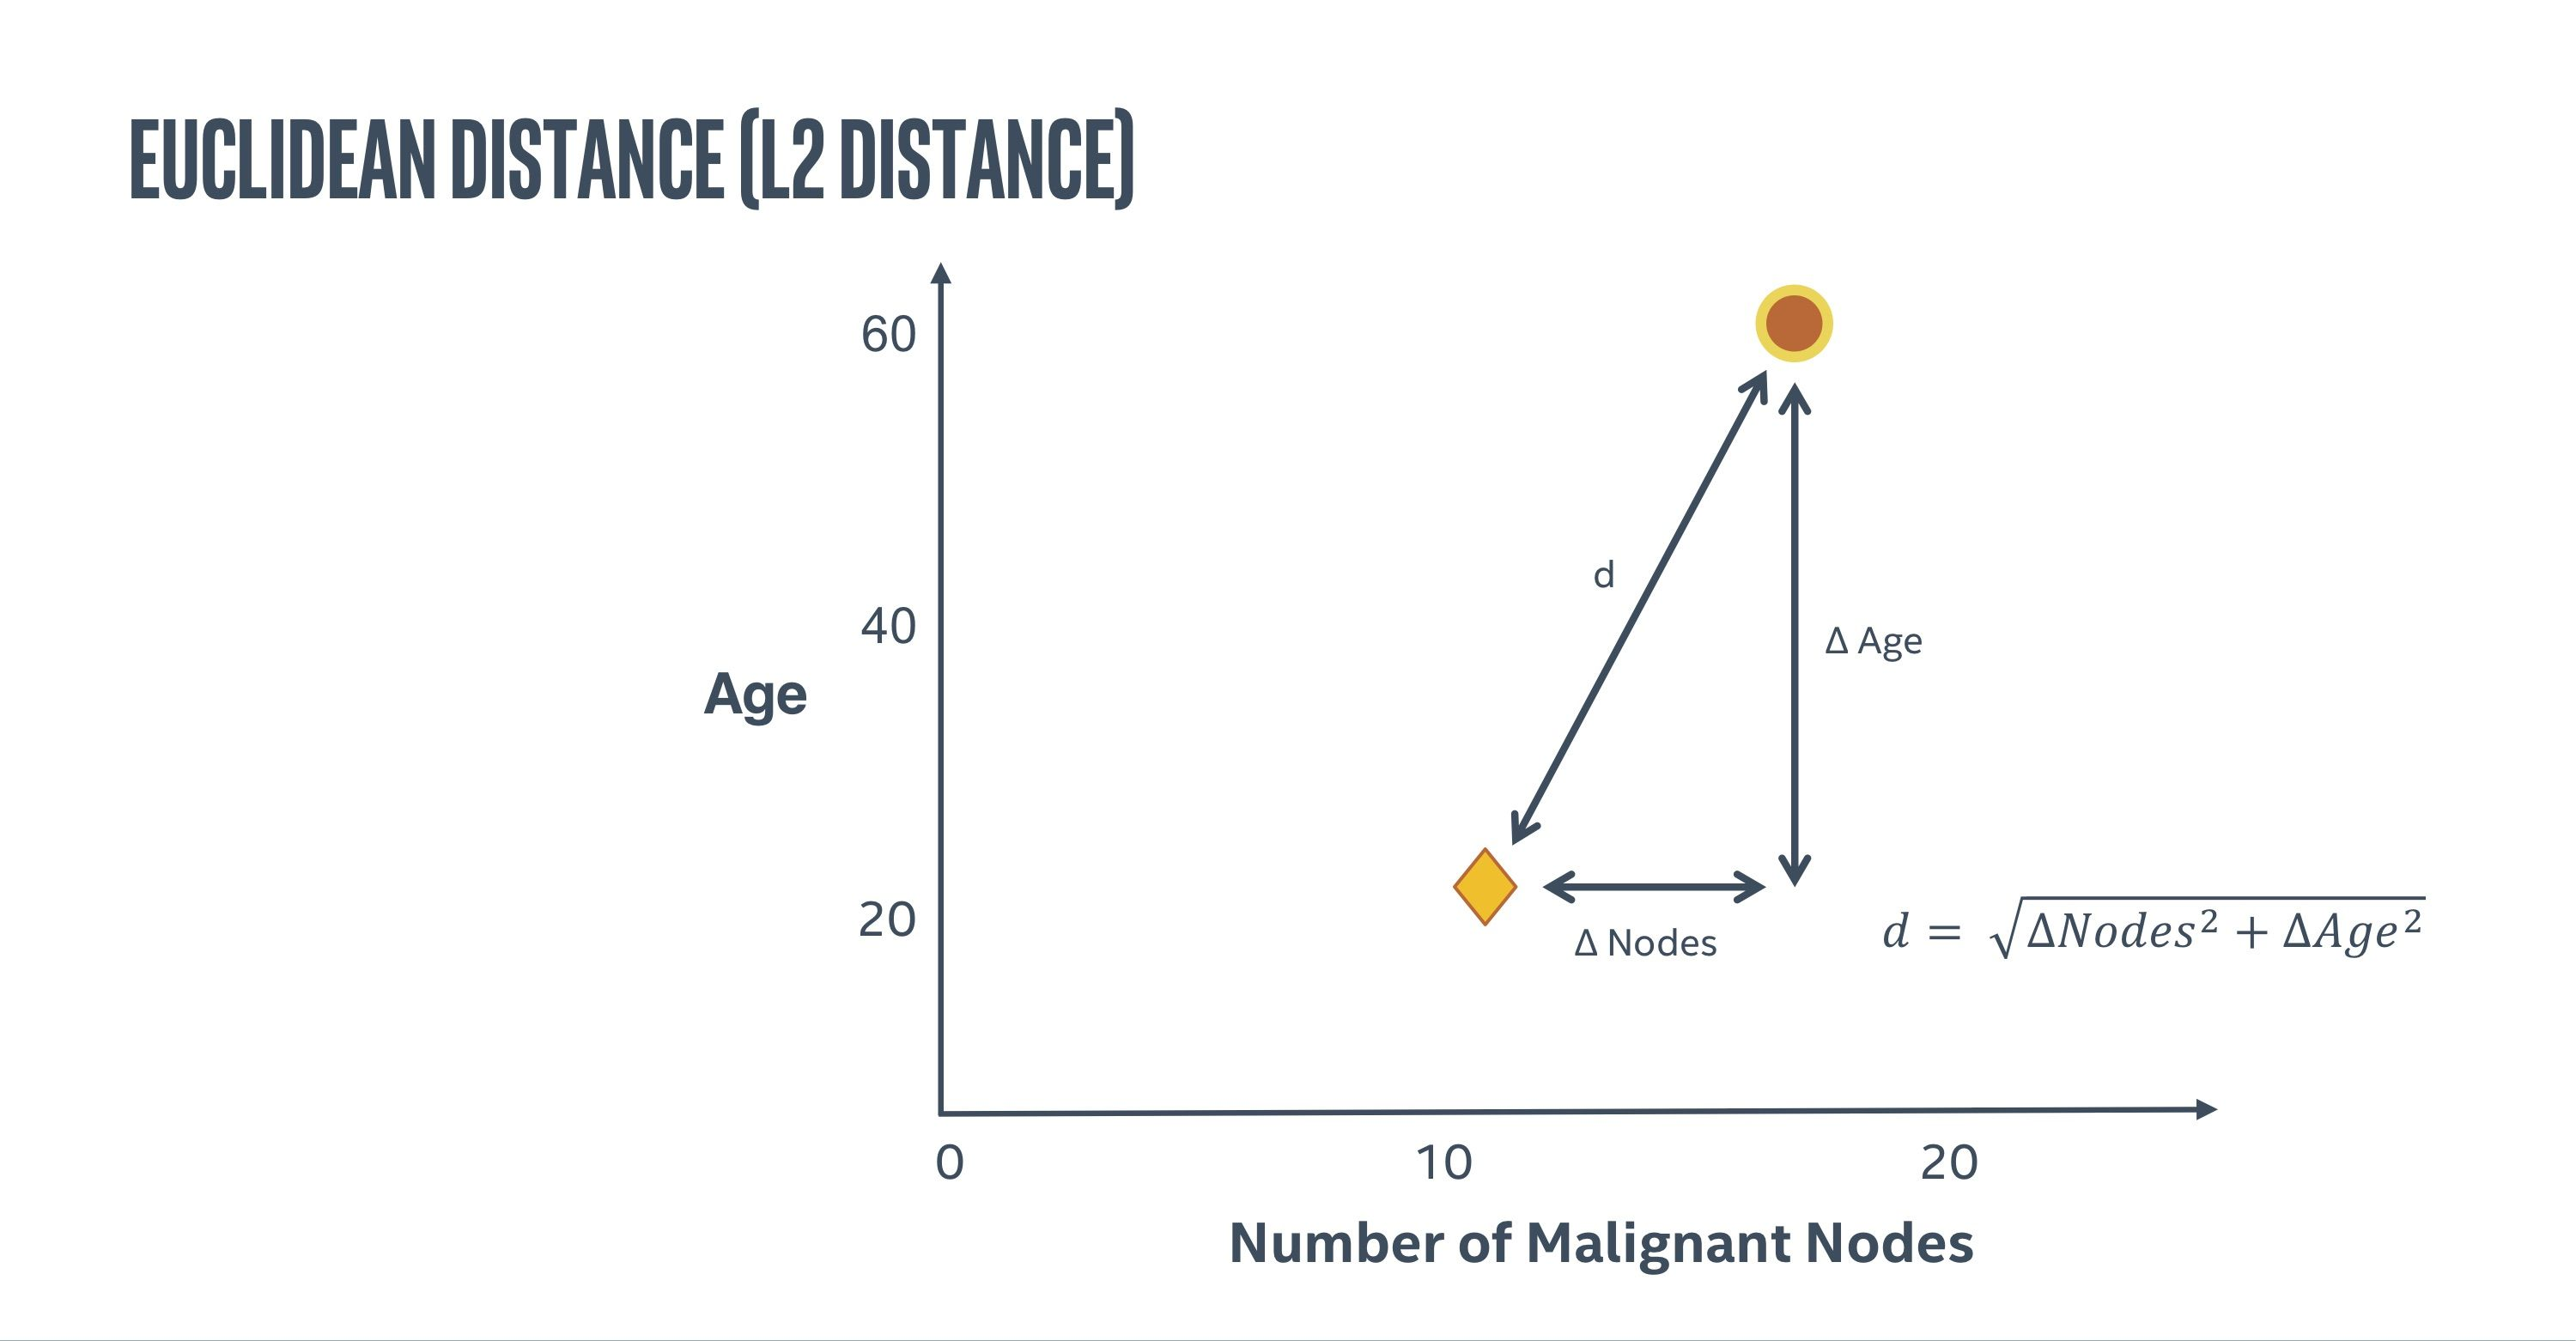 EUCLIDEAN DISTANCE (L2 DISTANCE)
60
40
20
Age
d
Δ Age
Δ Nodes
d = √ΔNodes² + ΔAge²
0 10 20
Number of Malignant Nodes